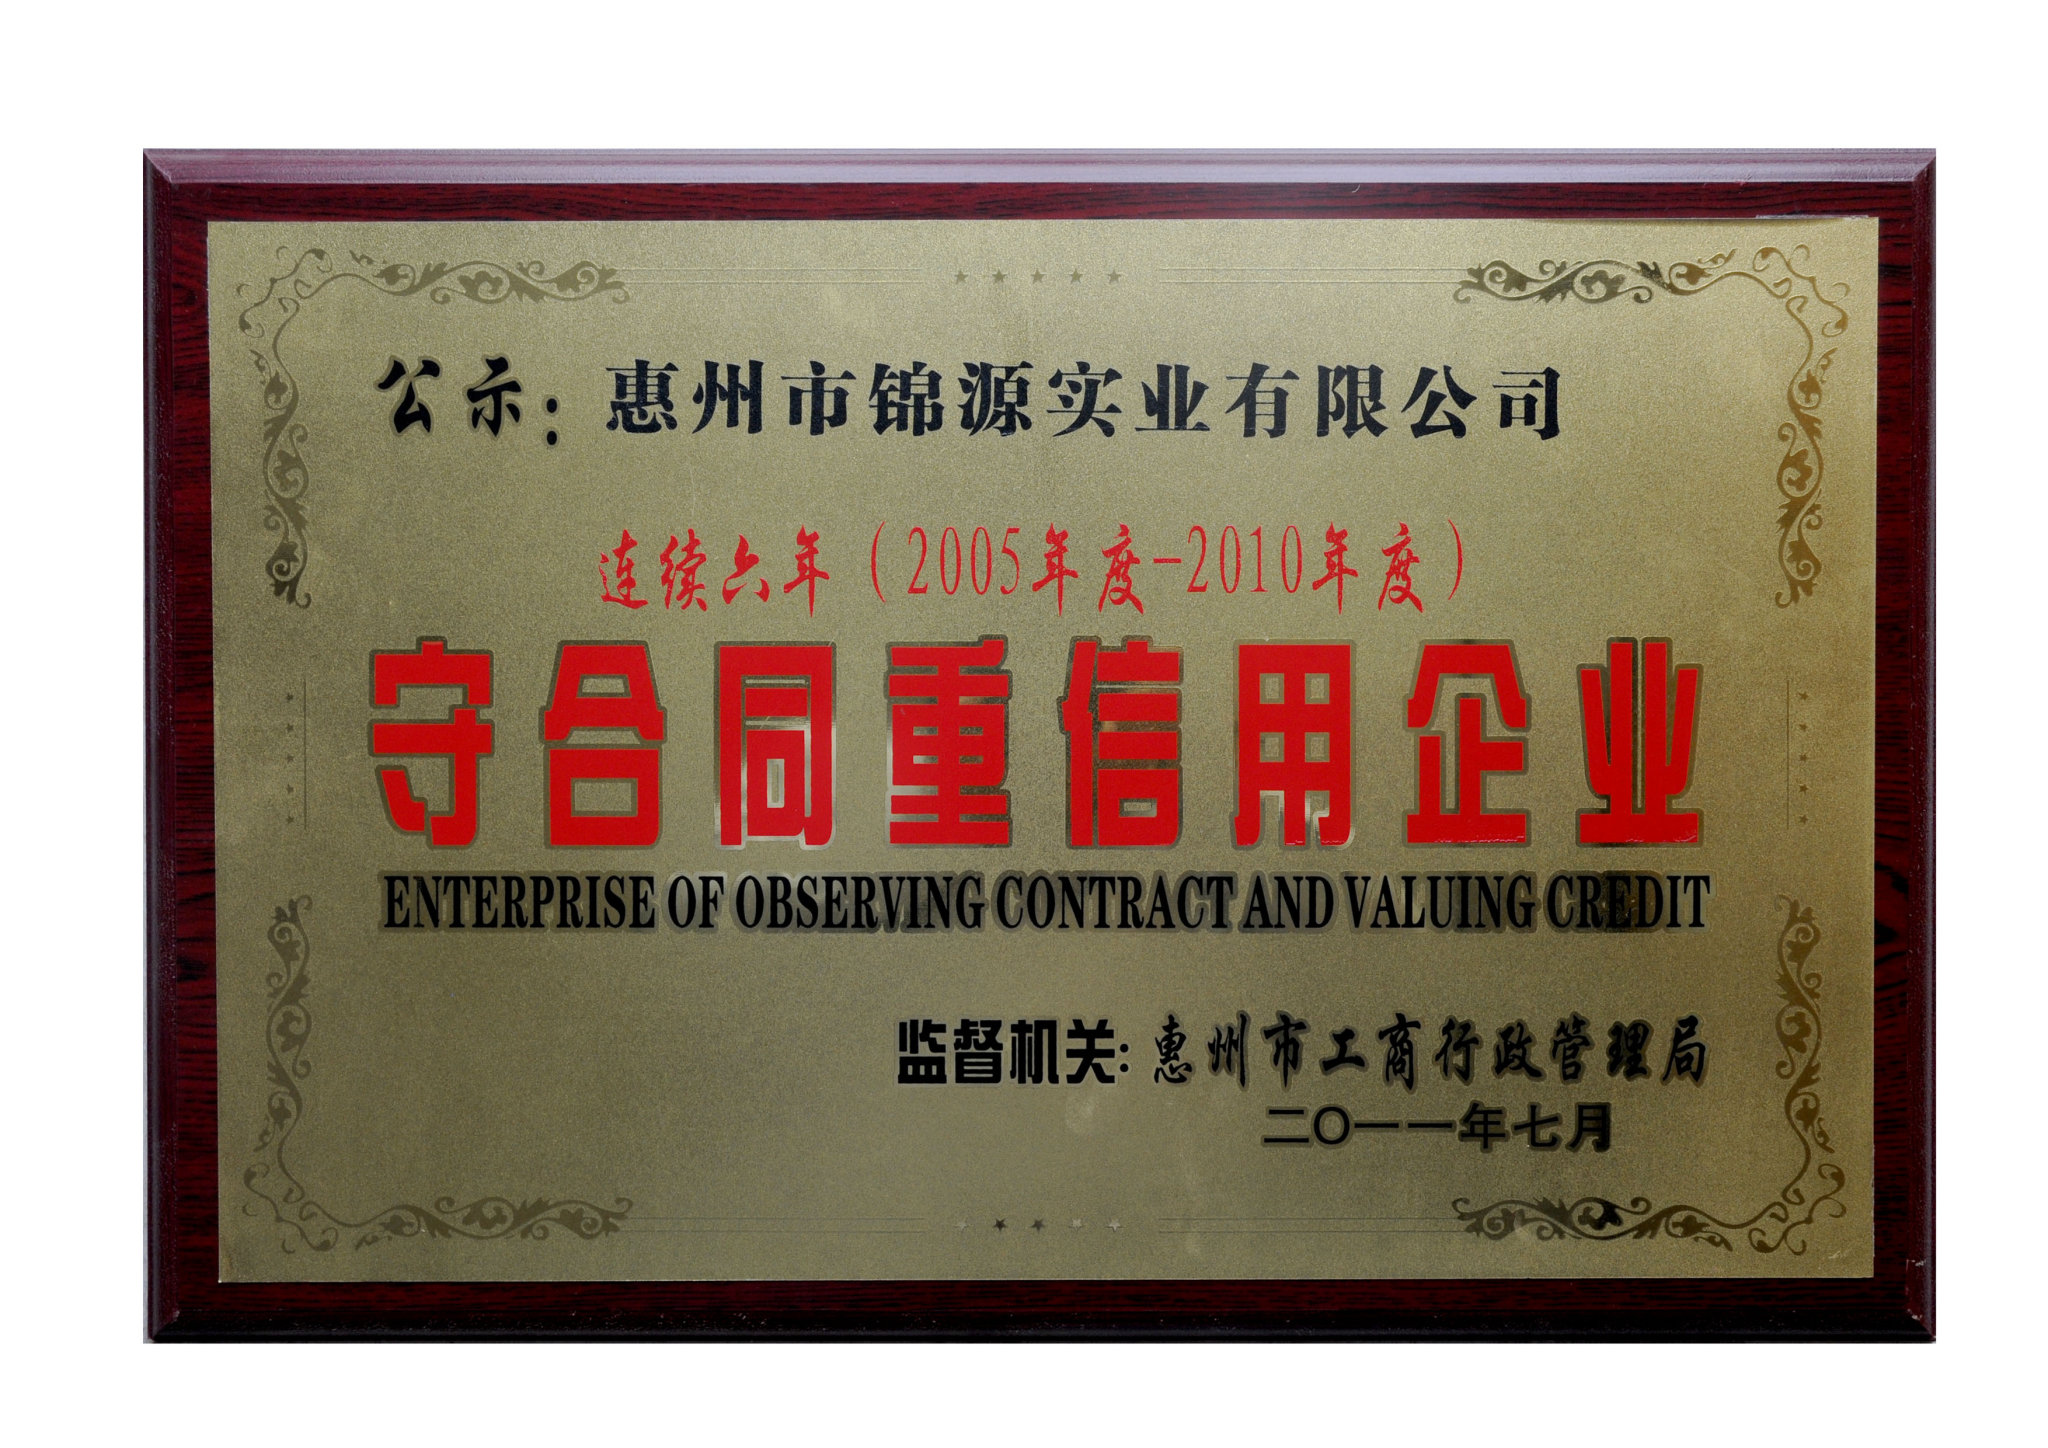 公示：惠州市锦源实业有限公司
连续六年（2005年度-2010年度）
守合同重信用企业
ENTERPRISE OF OBSERVING CONTRACT AND VALUING CREDIT
监督机关：惠州市工商行政管理局
二〇一一年七月